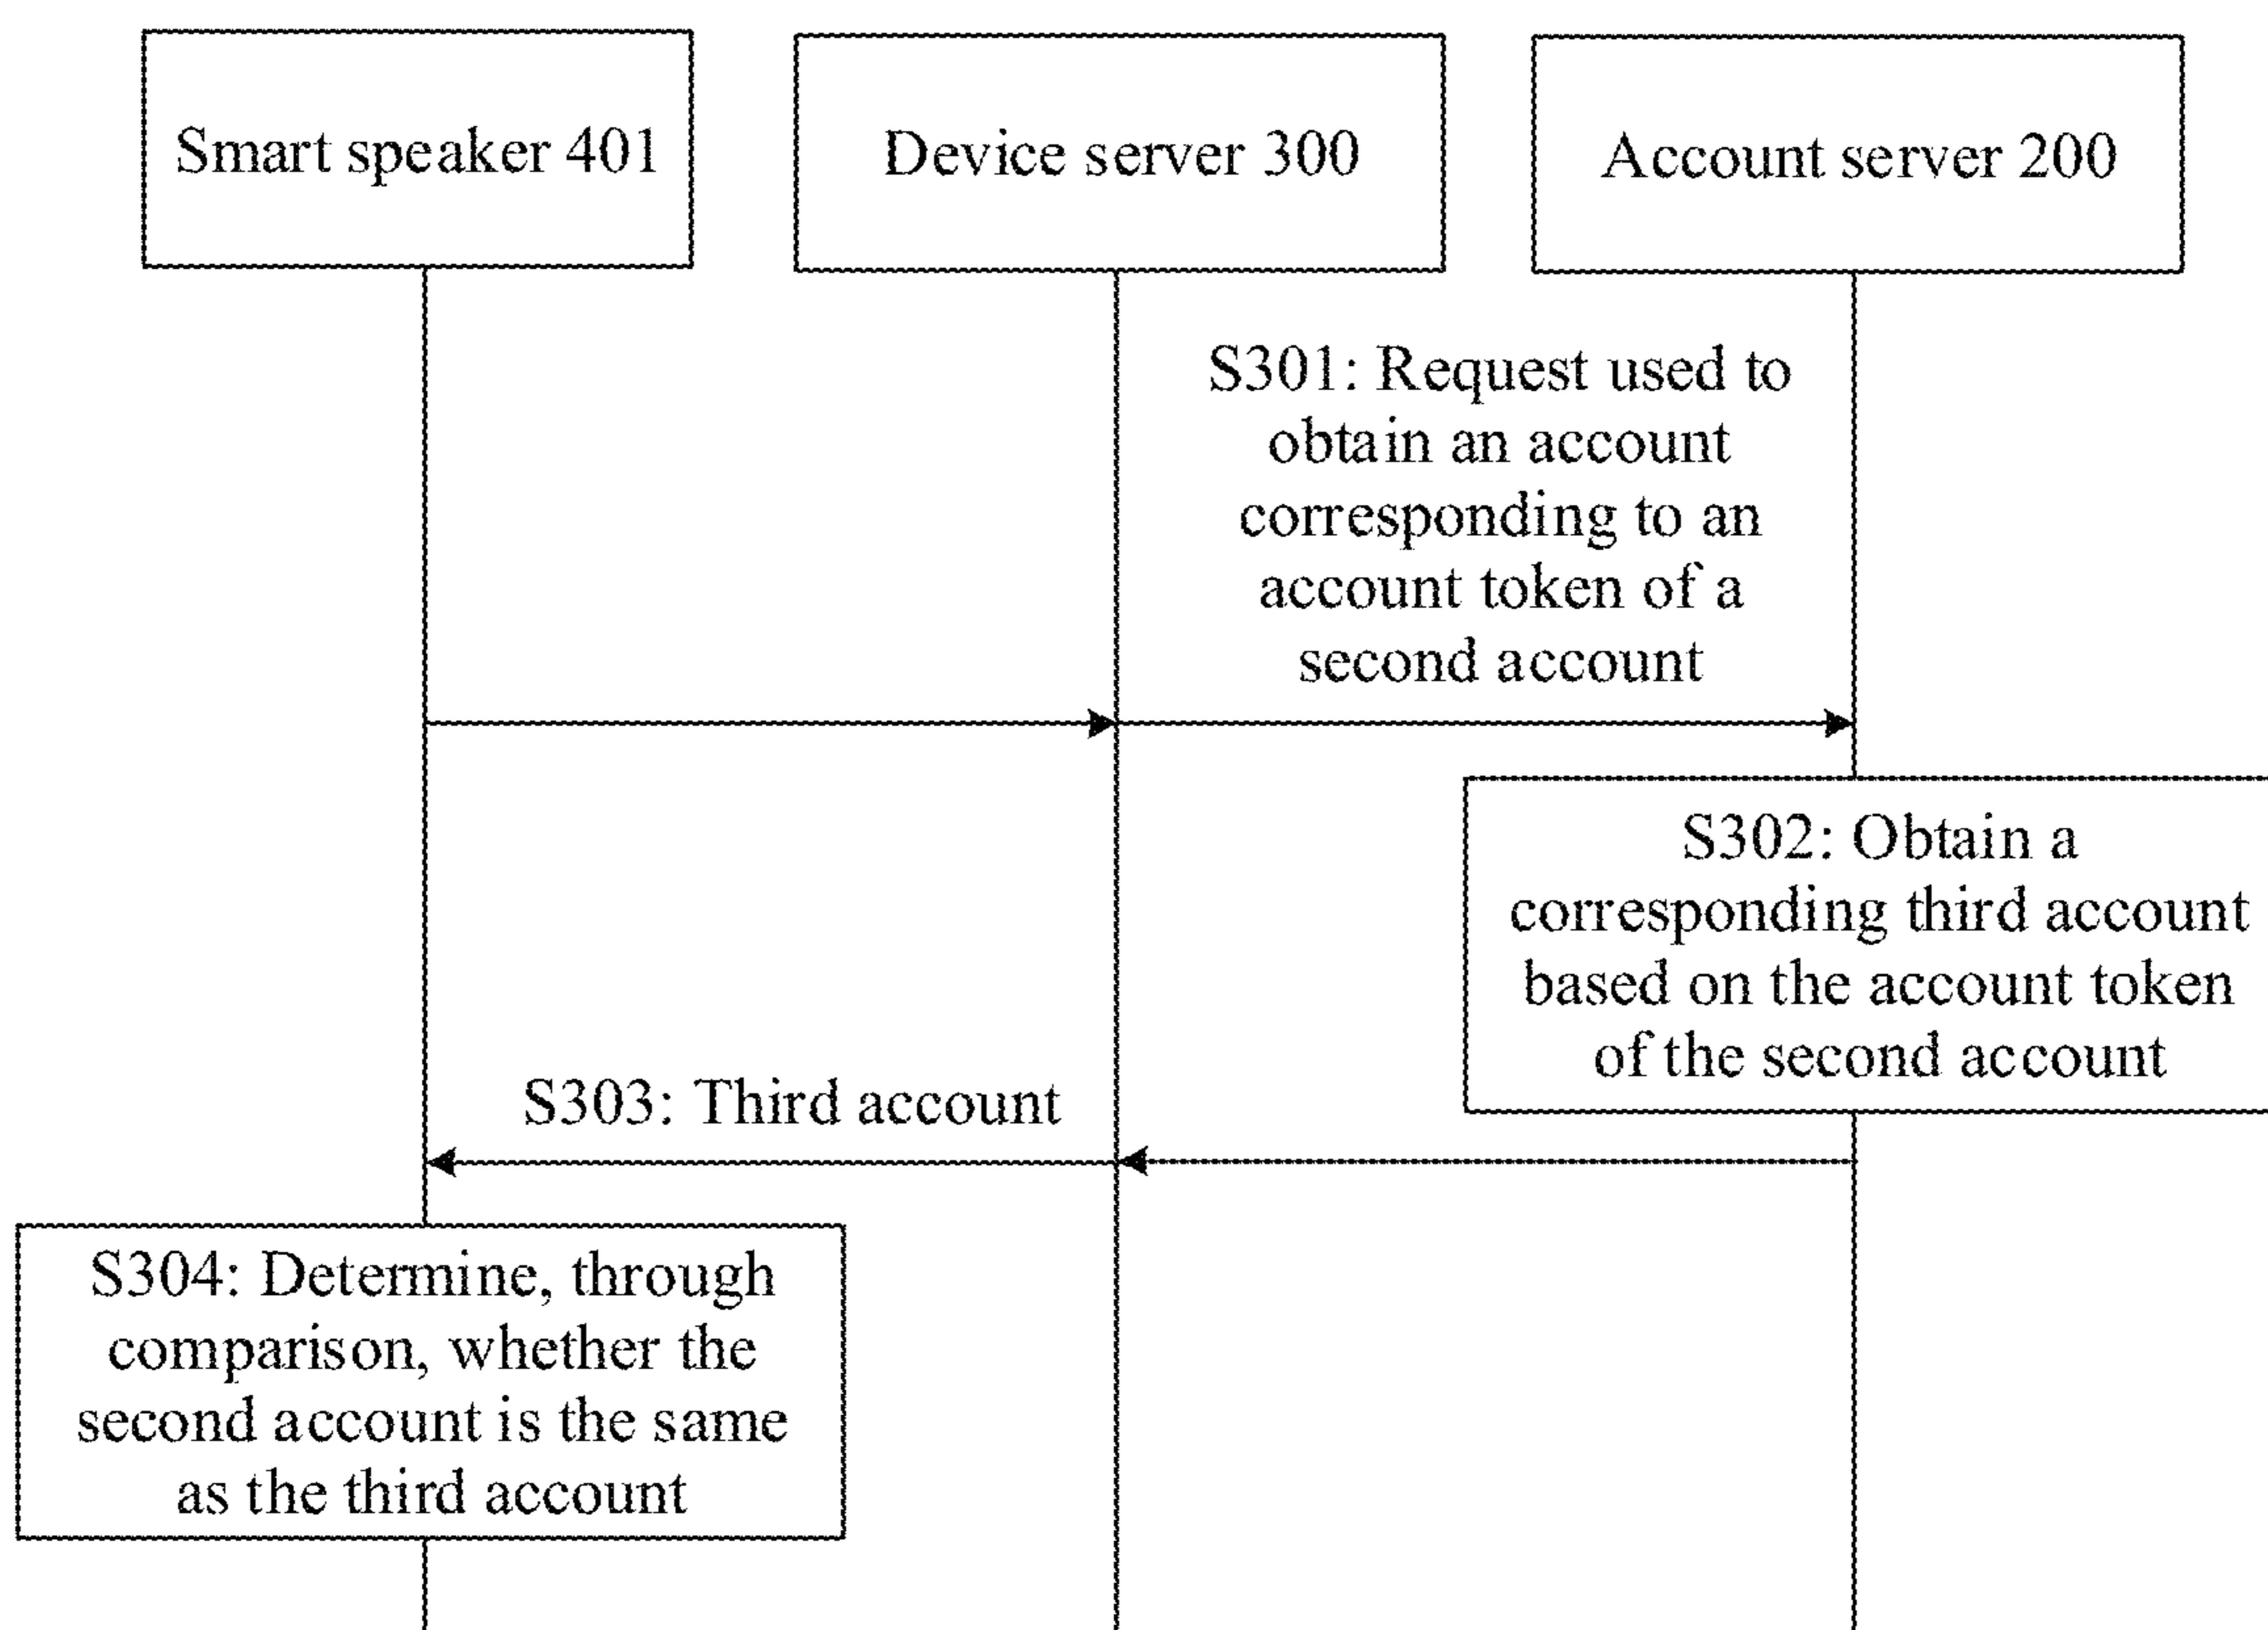 Smart speaker 401
Device server 300
Account server 200
S301: Request used to
obtain an account
corresponding to an
account token of a
second account
S302: Obtain a
corresponding third account
based on the account token
of the second account
S303: Third account
S304: Determine, through
comparison, whether the
second account is the same
as the third account